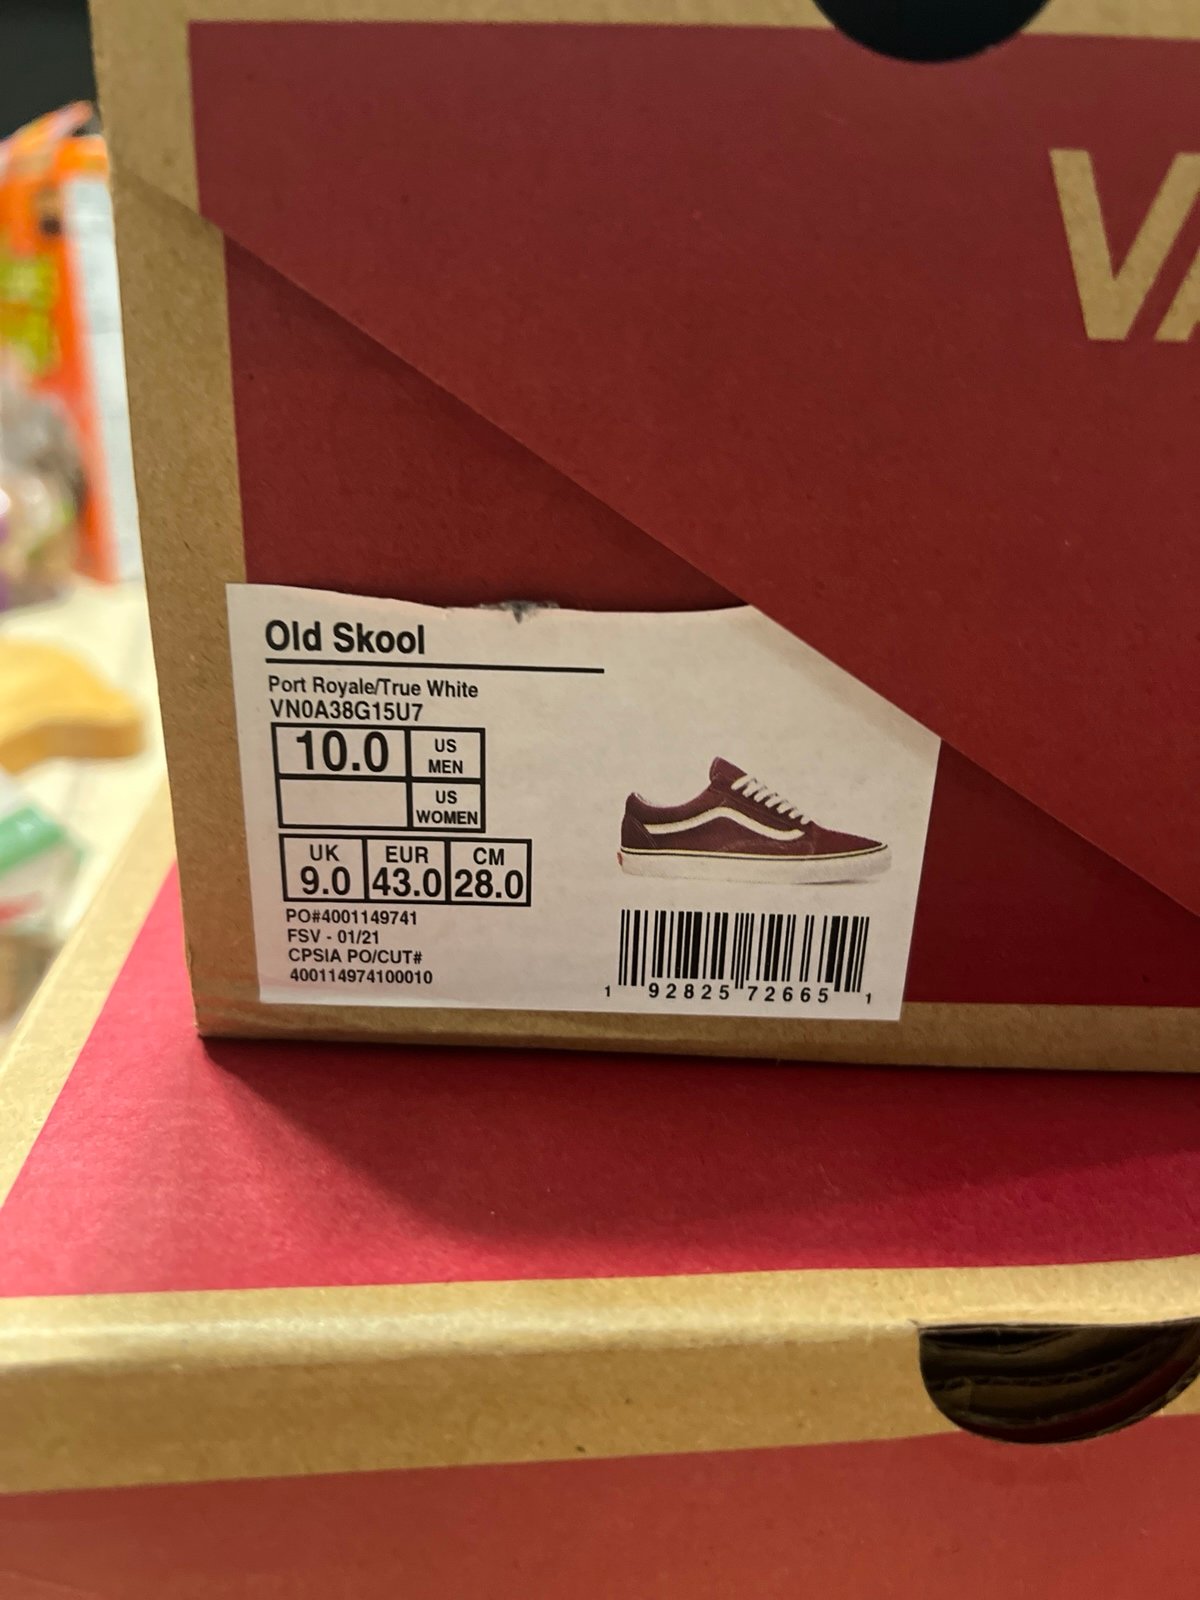 VA
Old Skool
Port Royale/True White
VN0A38G15U7
10.0 US MEN
US WOMEN
UK EUR CM
9.0 43.0 28.0
PO#4001149741
FSV - 01/21
CPSIA PO/CUT#
400114974100010
1 92825 72665 1